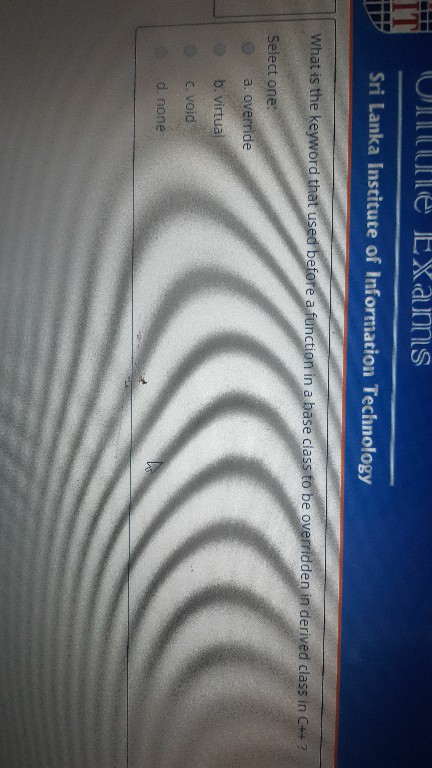 IT
Online Exams
Sri Lanka Institute of Information Technology
What is the keyword that used before a function in a base class to be overridden in derived class in C++ ?
Select one:
a. override
b. virtual
c. void
d. none